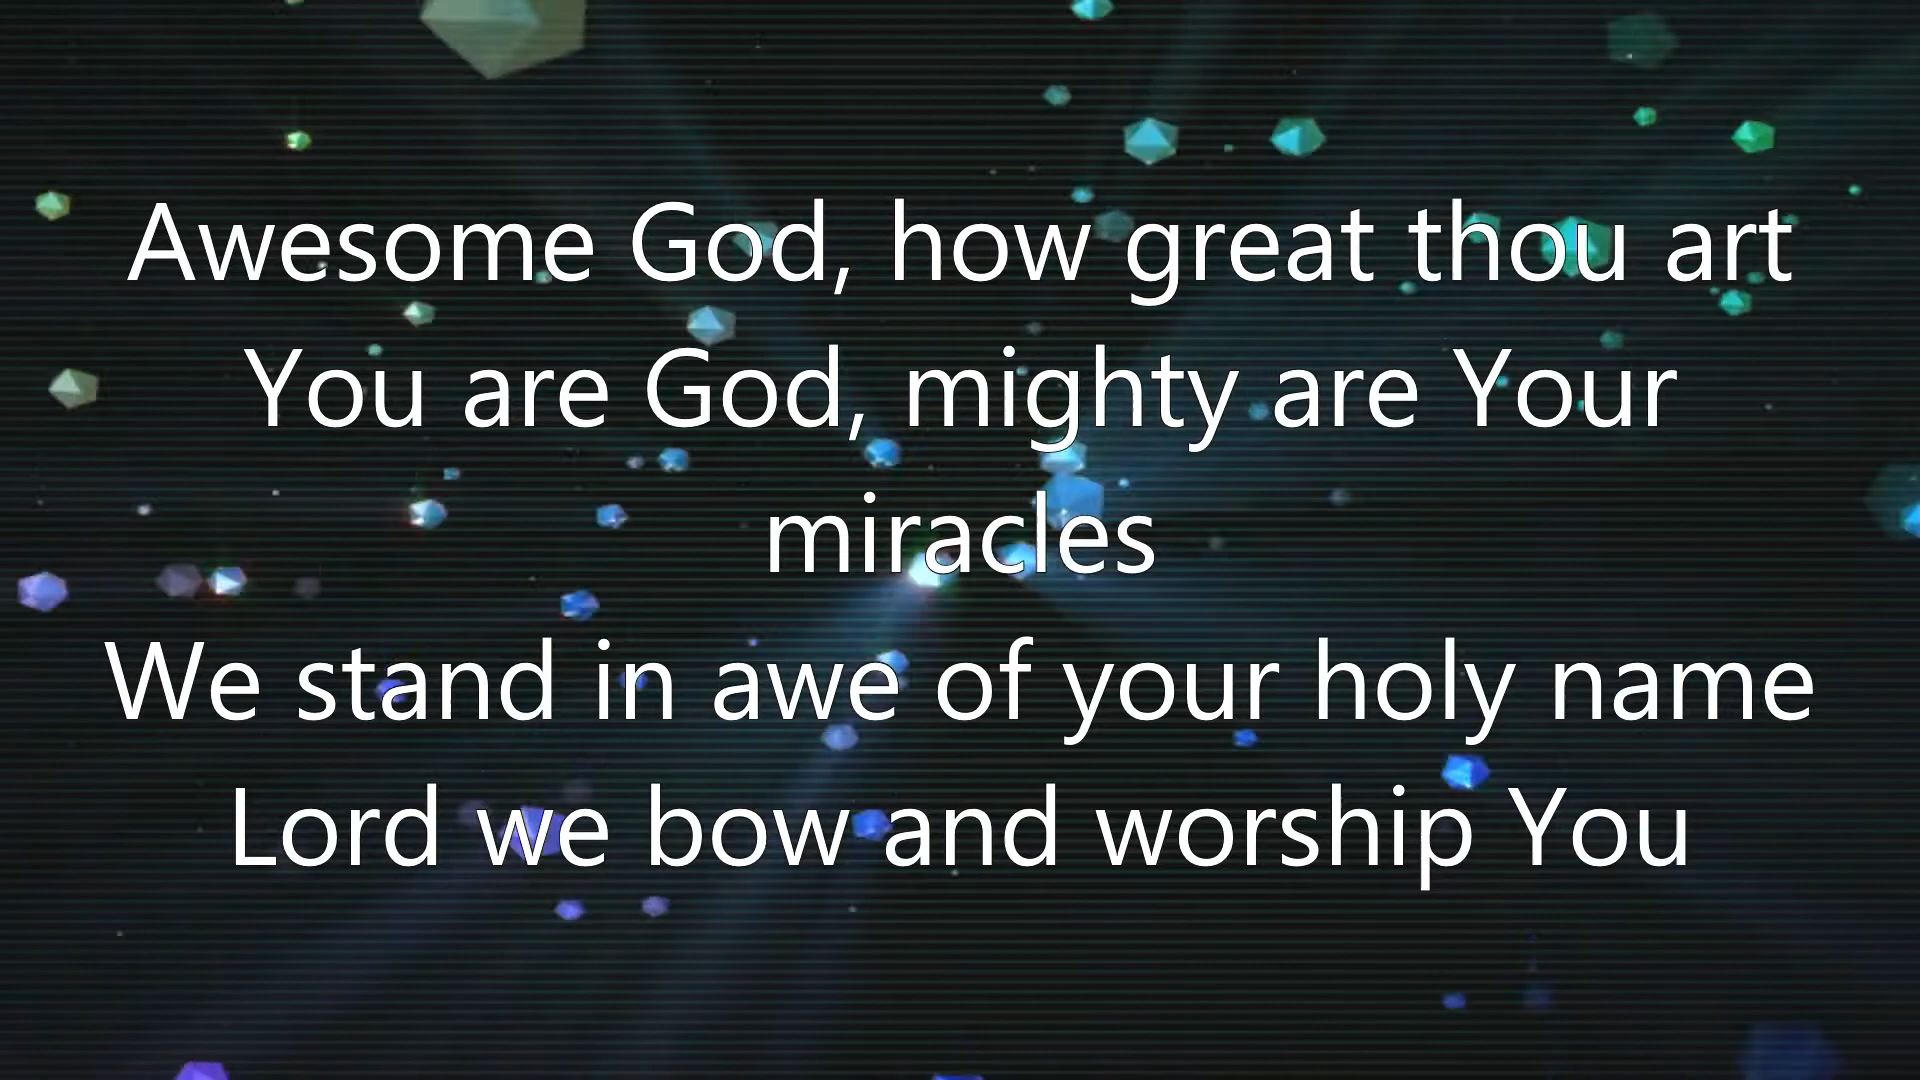 Awesome God, how great thou art
You are God, mighty are Your
miracles
We stand in awe of your holy name
Lord we bow and worship You